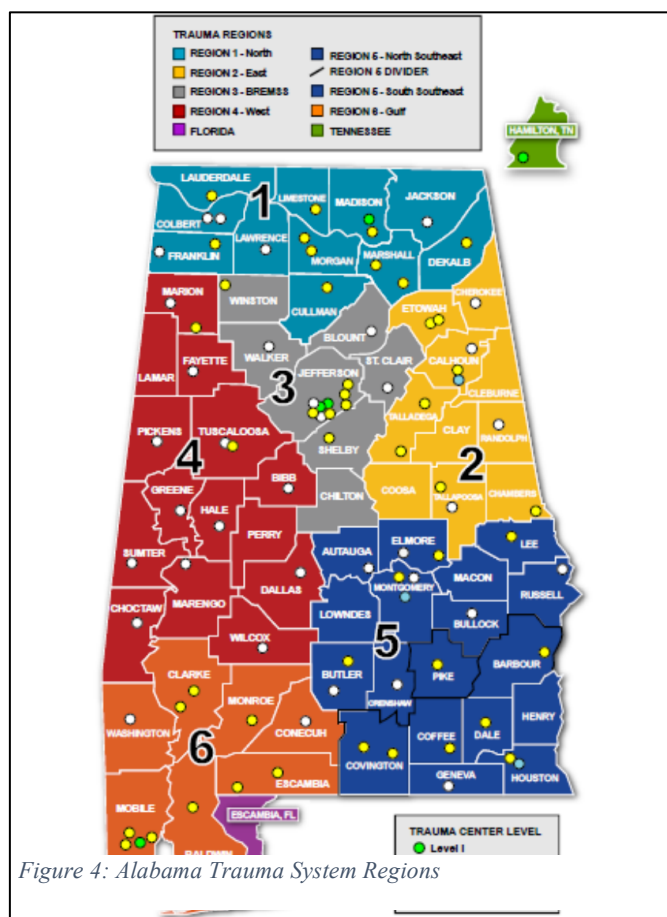 TRAUMA REGIONS
REGION 1 - North
REGION 2 - East
REGION 3 - BREMSS
REGION 4 - West
FLORIDA
REGION 5 - North Southeast
REGION 5 DIVIDER
REGION 5 - South Southeast
REGION 6 - Gulf
TENNESSEE
HAMILTON, TN
LAUDERDALE
LIMESTONE
MADISON
JACKSON
COLBERT
1
LAWRENCE
FRANKLIN
MORGAN
MARSHALL
DEKALB
MARION
WINSTON
CULLMAN
ETOWAH
CHEROKEE
BLOUNT
WALKER
ST. CLAIR
CALHOUN
FAYETTE
LAMAR
3
JEFFERSON
CLEBURNE
TALLADEGA
PICKENS
TUSCALOOSA
CLAY
RANDOLPH
4
SHELBY
2
BIBB
GREENE
HALE
CHILTON
COOSA
TALLAPOOSA
CHAMBERS
PERRY
SUMTER
AUTAUGA
ELMORE
LEE
DALLAS
MONTGOMERY
MACON
RUSSELL
CHOCTAW
MARENGO
LOWNDES
BULLOCK
WILCOX
5
CLARKE
BUTLER
PIKE
BARBOUR
MONROE
CRENSHAW
WASHINGTON
CONECUH
HENRY
6
COFFEE
DALE
COVINGTON
ESCAMBIA
GENEVA
HOUSTON
MOBILE
ESCAMBIA, FL
BALDWIN
TRAUMA CENTER LEVEL
Level I
Figure 4: Alabama Trauma System Regions